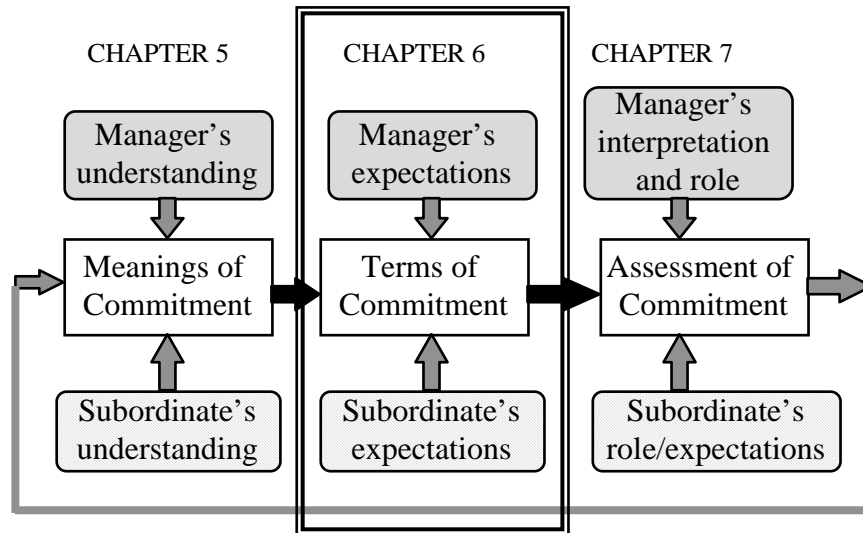 CHAPTER 5
CHAPTER 6
CHAPTER 7
Manager’s
understanding
Manager’s
expectations
Manager’s
interpretation
and role
Meanings of
Commitment
Terms of
Commitment
Assessment of
Commitment
Subordinate’s
understanding
Subordinate’s
expectations
Subordinate’s
role/expectations